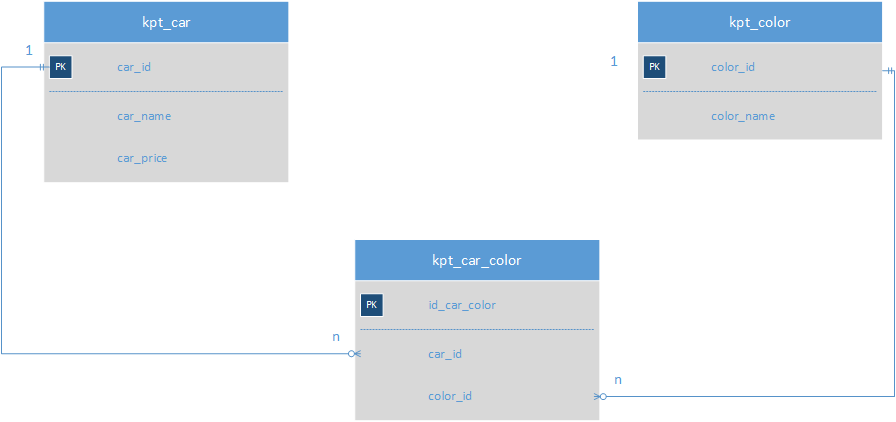 kpt_car
1
PK
car_id
car_name
car_price
kpt_color
1
PK
color_id
color_name
kpt_car_color
PK
id_car_color
n
car_id
n
color_id